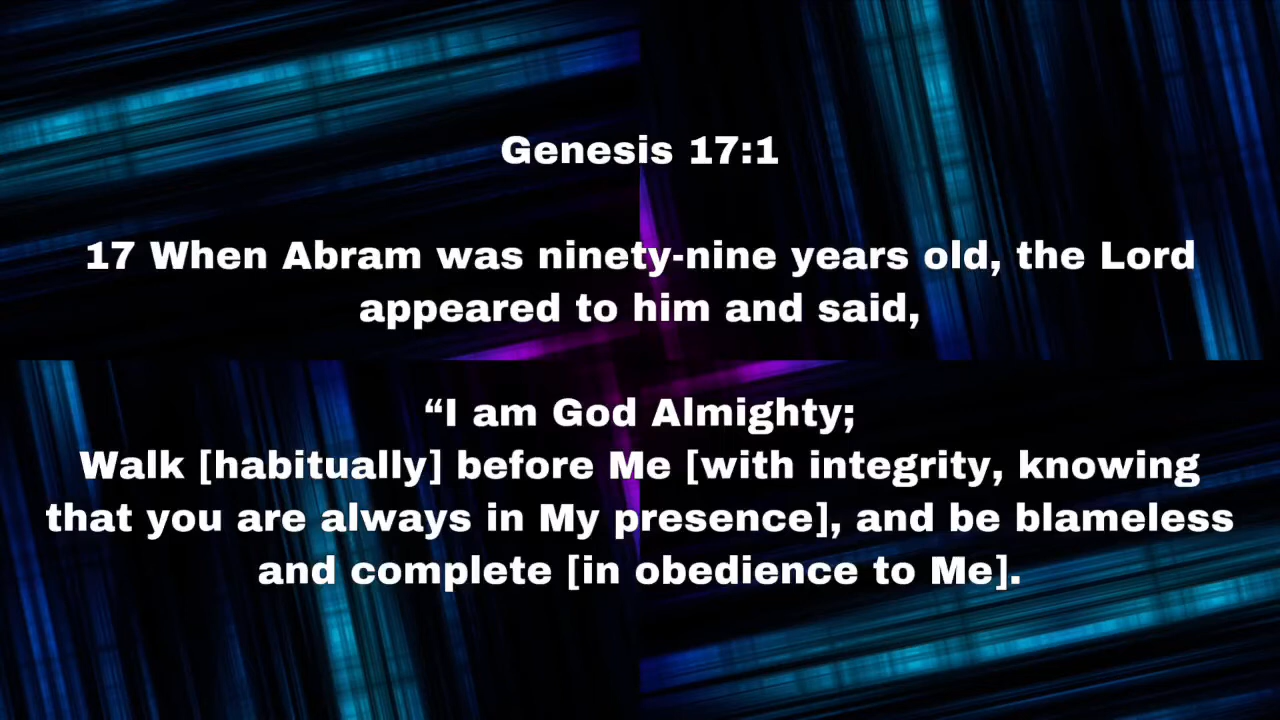 Genesis 17:1
17 When Abram was ninety-nine years old, the Lord
appeared to him and said,
“I am God Almighty;
Walk [habitually] before Me [with integrity, knowing
that you are always in My presence], and be blameless
and complete [in obedience to Me].